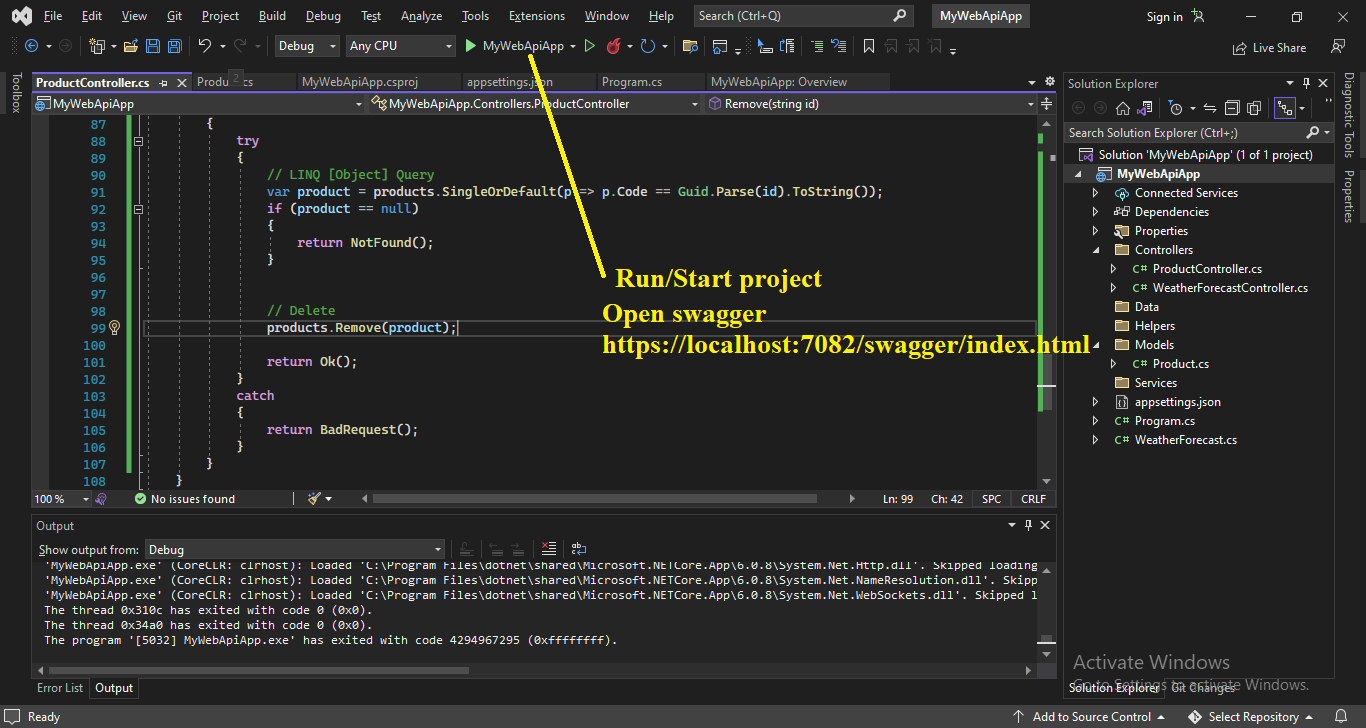 File Edit View Git Project Build Debug Test Analyze Tools Extensions Window Help Search (Ctrl+Q) MyWebApiApp Sign in
Debug Any CPU MyWebApiApp Live Share
Toolbox
ProductController.cs MyWebApiApp.csproj appsettings.json Program.cs MyWebApiApp: Overview
MyWebApiApp MyWebApiApp.Controllers.ProductController Remove(string id)
87 {
88 try
89 {
90 // LINQ [Object] Query
91 var product = products.SingleOrDefault(p => p.Code == Guid.Parse(id).ToString());
92 if (product == null)
93 {
94 return NotFound();
95 }
96
97
98 // Delete
99 products.Remove(product);
100
101 return Ok();
102 }
103 catch
104 {
105 return BadRequest();
106 }
107 }
108 }
Run/Start project
Open swagger
https://localhost:7082/swagger/index.html
100 % No issues found Ln: 99 Ch: 42 SPC CRLF
Output
Show output from: Debug
'MyWebApiApp.exe' (CoreCLR: clrhost): Loaded 'C:\Program Files\dotnet\shared\Microsoft.NETCore.App\6.0.8\System.Net.Http.dll'. Skipped loading
'MyWebApiApp.exe' (CoreCLR: clrhost): Loaded 'C:\Program Files\dotnet\shared\Microsoft.NETCore.App\6.0.8\System.Net.NameResolution.dll'. Skipp
'MyWebApiApp.exe' (CoreCLR: clrhost): Loaded 'C:\Program Files\dotnet\shared\Microsoft.NETCore.App\6.0.8\System.Net.WebSockets.dll'. Skipped l
The thread 0x310c has exited with code 0 (0x0).
The thread 0x34a0 has exited with code 0 (0x0).
The program '[5032] MyWebApiApp.exe' has exited with code 4294967295 (0xffffffff).
Error List Output
Solution Explorer
Search Solution Explorer (Ctrl+;)
Solution 'MyWebApiApp' (1 of 1 project)
MyWebApiApp
Connected Services
Dependencies
Properties
Controllers
C# ProductController.cs
C# WeatherForecastController.cs
Data
Helpers
Models
C# Product.cs
Services
appsettings.json
C# Program.cs
C# WeatherForecast.cs
Diagnostic Tools
Properties
Activate Windows
Go to Settings to activate Windows.
Solution Explorer Git Changes
Ready Add to Source Control Select Repository